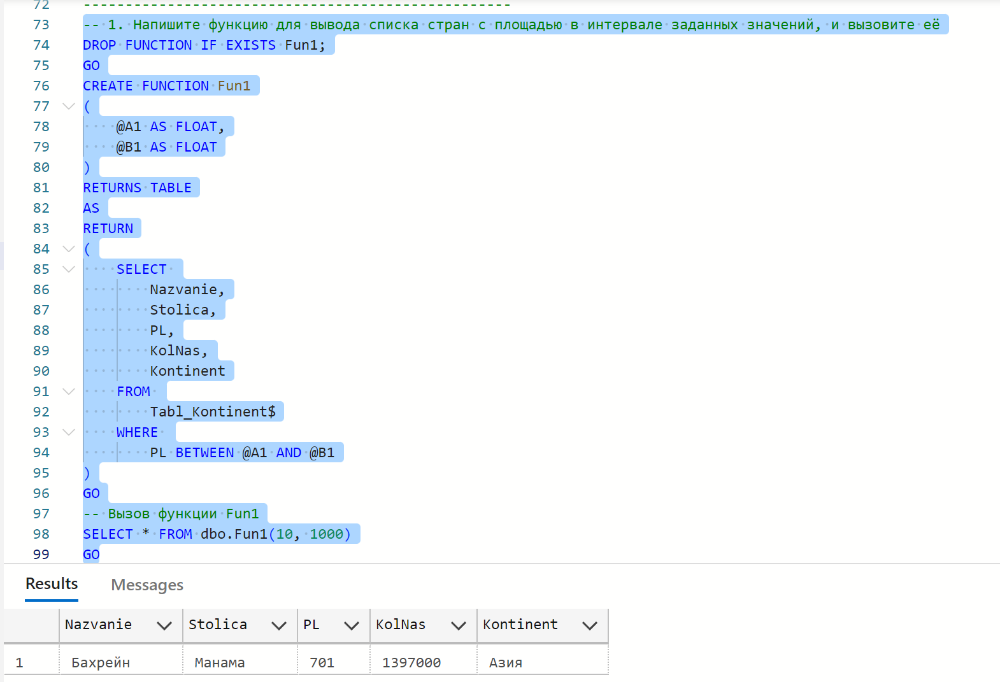 72 ---------------------------------------------------
73 -- 1. Напишите функцию для вывода списка стран с площадью в интервале заданных значений, и вызовите её
74 DROP FUNCTION IF EXISTS Fun1;
75 GO
76 CREATE FUNCTION Fun1
77 (
78 @A1 AS FLOAT,
79 @B1 AS FLOAT
80 )
81 RETURNS TABLE
82 AS
83 RETURN
84 (
85 SELECT
86 Nazvanie,
87 Stolica,
88 PL,
89 KolNas,
90 Kontinent
91 FROM
92 Tabl_Kontinent$
93 WHERE
94 PL BETWEEN @A1 AND @B1
95 )
96 GO
97 -- Вызов функции Fun1
98 SELECT * FROM dbo.Fun1(10, 1000)
99 GO
Results Messages
Nazvanie Stolica PL KolNas Kontinent
1 Бахрейн Манама 701 1397000 Азия